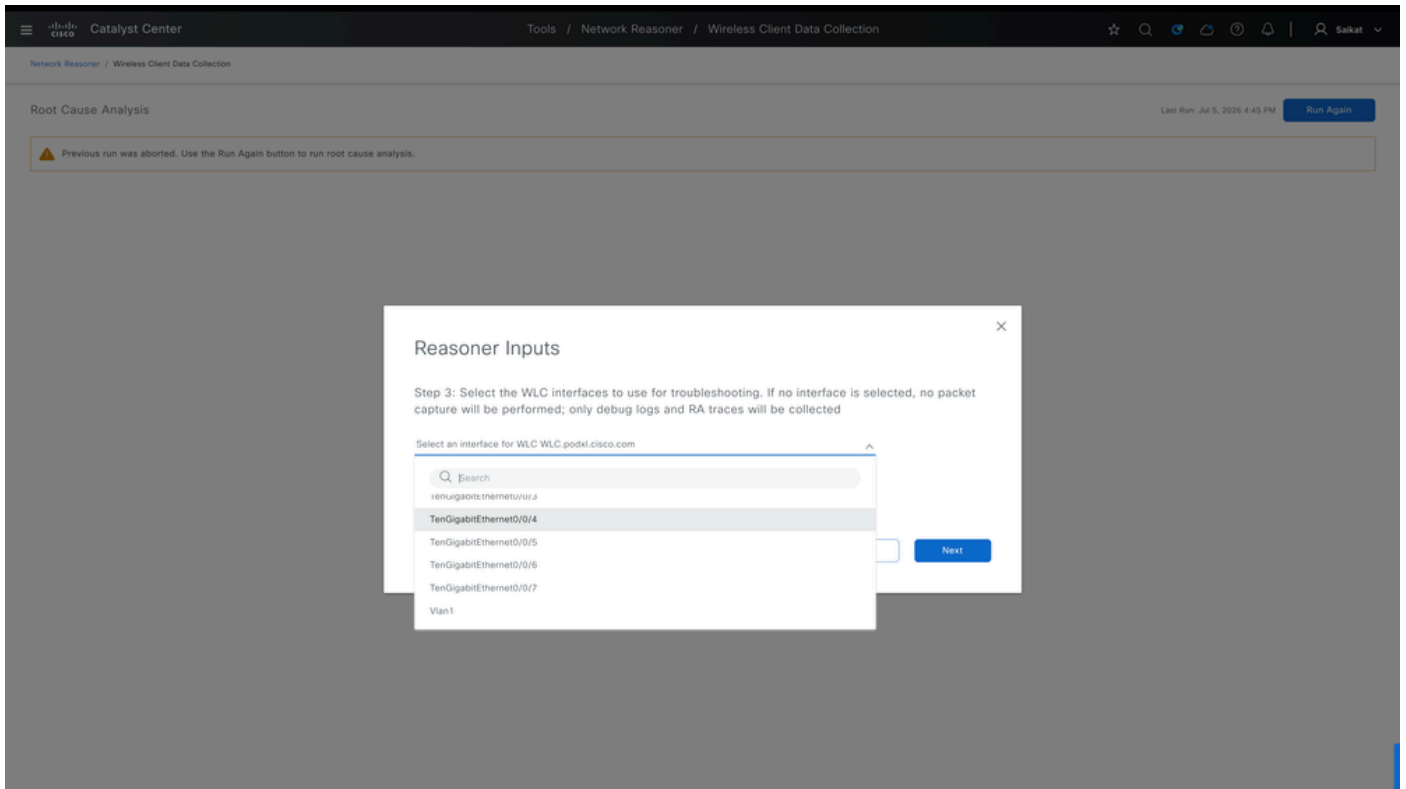 cisco Catalyst Center
Tools / Network Reasoner / Wireless Client Data Collection
Saikat
Network Reasoner / Wireless Client Data Collection
Root Cause Analysis
Last Run: Jul 5, 2026 4:45 PM
Run Again
Previous run was aborted. Use the Run Again button to run root cause analysis.
Reasoner Inputs
Step 3: Select the WLC interfaces to use for troubleshooting. If no interface is selected, no packet
capture will be performed; only debug logs and RA traces will be collected
Select an interface for WLC WLC.podxl.cisco.com
Search
TenGigabitEthernet0/0/3
TenGigabitEthernet0/0/4
TenGigabitEthernet0/0/5
TenGigabitEthernet0/0/6
TenGigabitEthernet0/0/7
Vlan1
Next